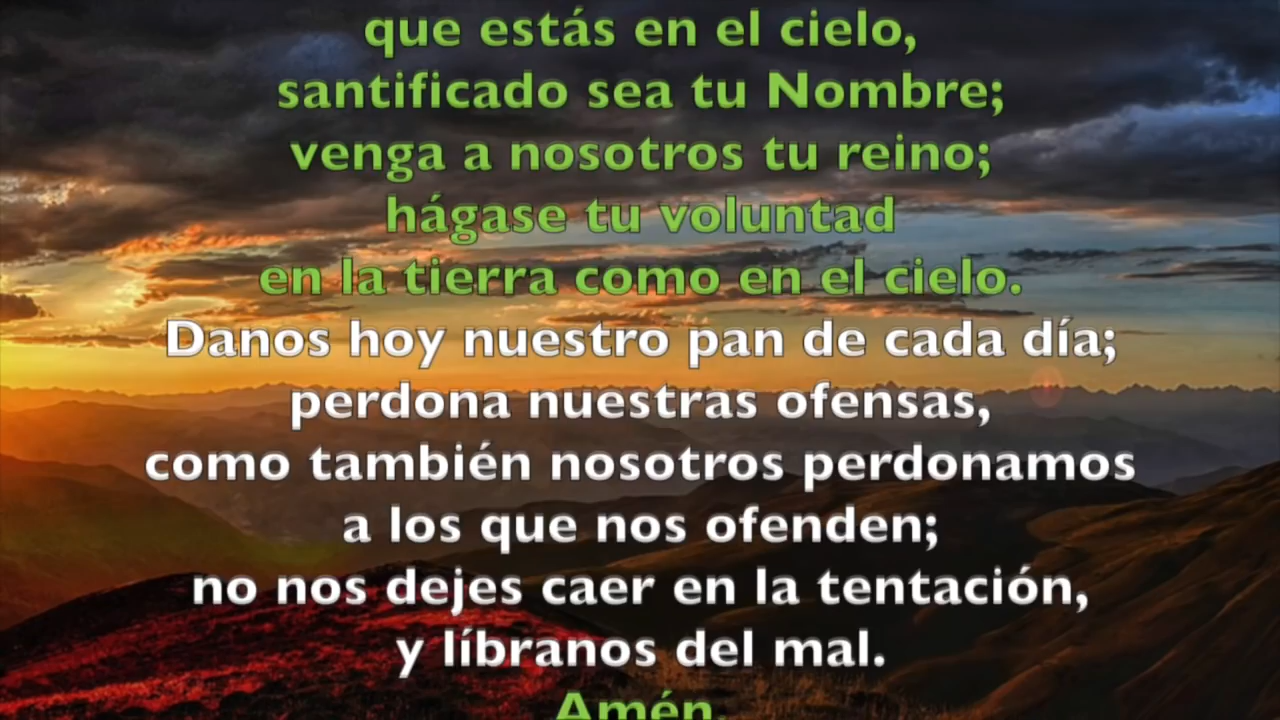 que estás en el cielo,
santificado sea tu Nombre;
venga a nosotros tu reino;
hágase tu voluntad
en la tierra como en el cielo.
Danos hoy nuestro pan de cada día;
perdona nuestras ofensas,
como también nosotros perdonamos
a los que nos ofenden;
no nos dejes caer en la tentación,
y líbranos del mal.
Amén.